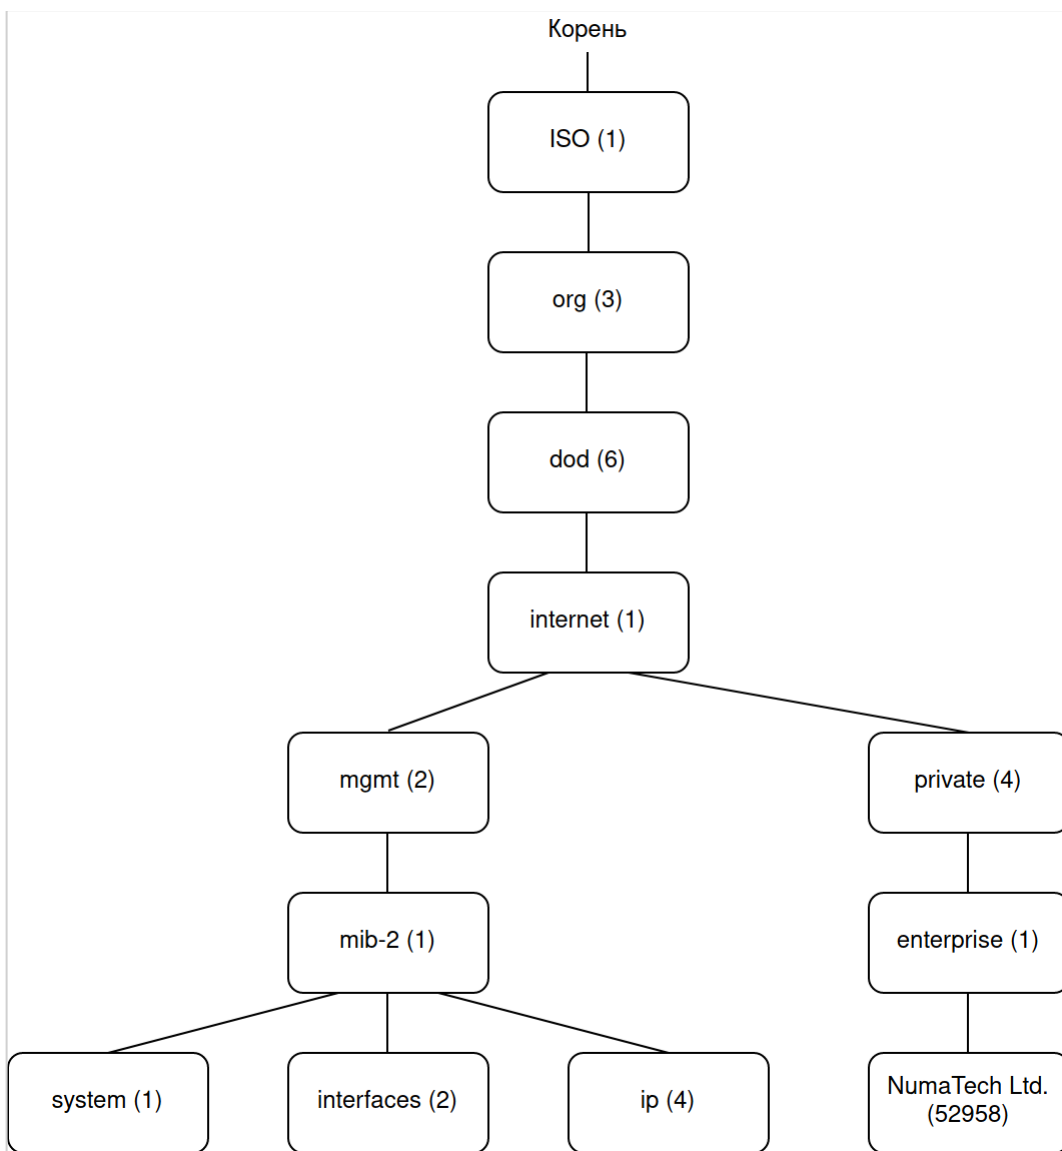 Корень
ISO (1)
org (3)
dod (6)
internet (1)
mgmt (2)
private (4)
mib-2 (1)
enterprise (1)
system (1)
interfaces (2)
ip (4)
NumaTech Ltd.
(52958)